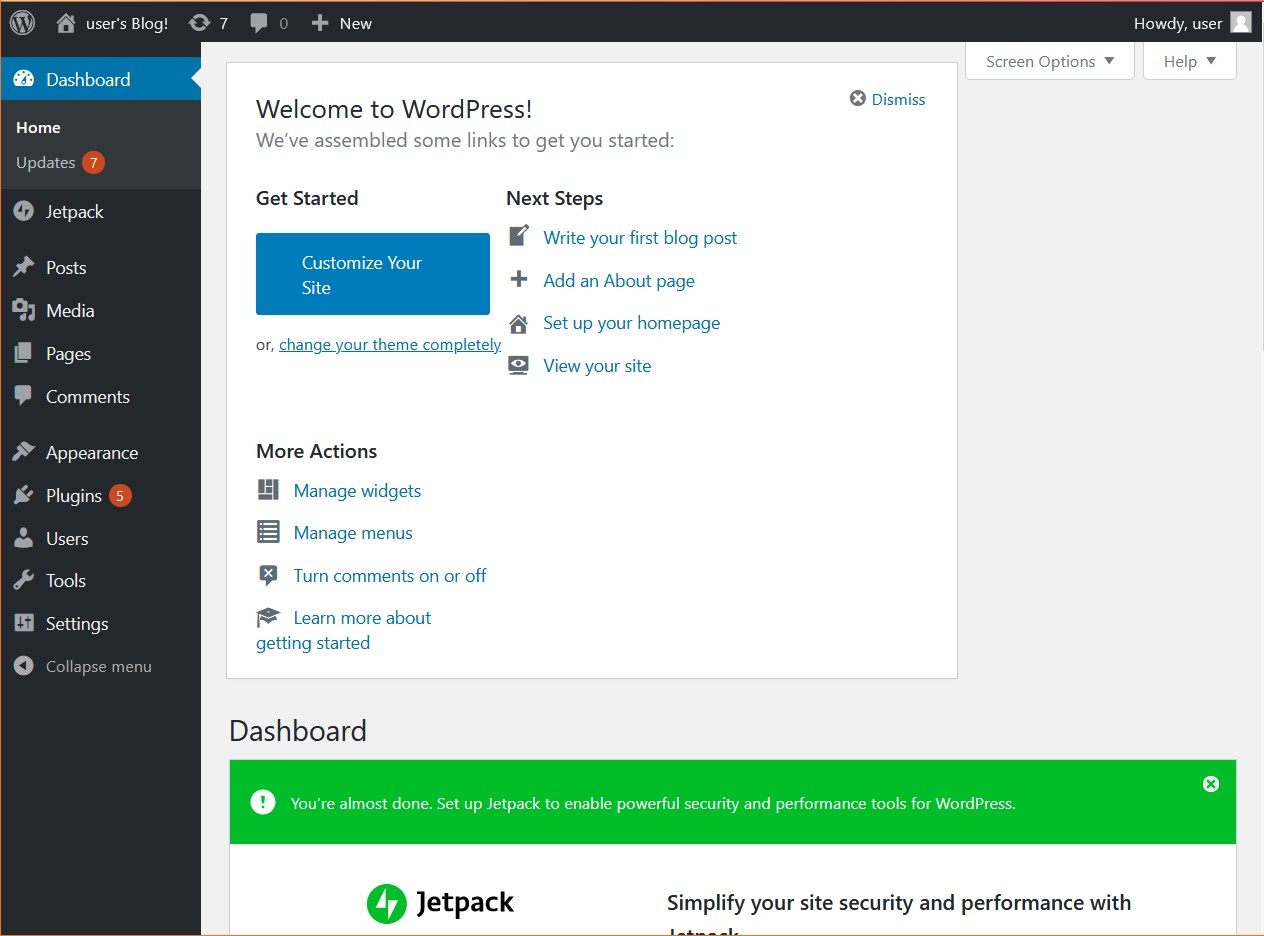 user's Blog! 7 0 New Howdy, user
Screen Options Help
Dashboard
Home
Updates 7
Jetpack
Posts
Media
Pages
Comments
Appearance
Plugins 5
Users
Tools
Settings
Collapse menu
Welcome to WordPress!
Dismiss
We've assembled some links to get you started:
Get Started
Customize Your
Site
or, change your theme completely
Next Steps
Write your first blog post
Add an About page
Set up your homepage
View your site
More Actions
Manage widgets
Manage menus
Turn comments on or off
Learn more about
getting started
Dashboard
You're almost done. Set up Jetpack to enable powerful security and performance tools for WordPress.
Jetpack
Simplify your site security and performance with
Jetpack